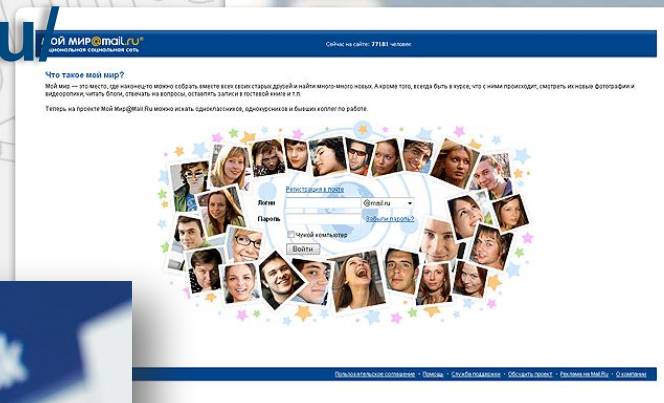 u/
ОЙ МИР@mail.ru®
циональная социальная сеть
Сейчас на сайте: 77181 человек
Что такое мой мир?
Мой мир — это место, где наконец-то можно собрать вместе всех своих старых друзей и найти много-много новых. А кроме того, всегда быть в курсе, что с ними происходит, смотреть их новые фотографии и
видеоролики, читать блоги, отвечать на вопросы, оставлять записи в гостевой книге и т.п.
Теперь на проекте Мой Мир@Mail.Ru можно искать одноклассников, однокурсников и бывших коллег по работе.
Регистрация в почте
Логин
@mail.ru
Пароль
Забыли пароль?
Чужой компьютер
Войти
Пользовательское соглашение · Помощь · Служба поддержки · Обсудить проект · Реклама на Mail.Ru · О компании
k